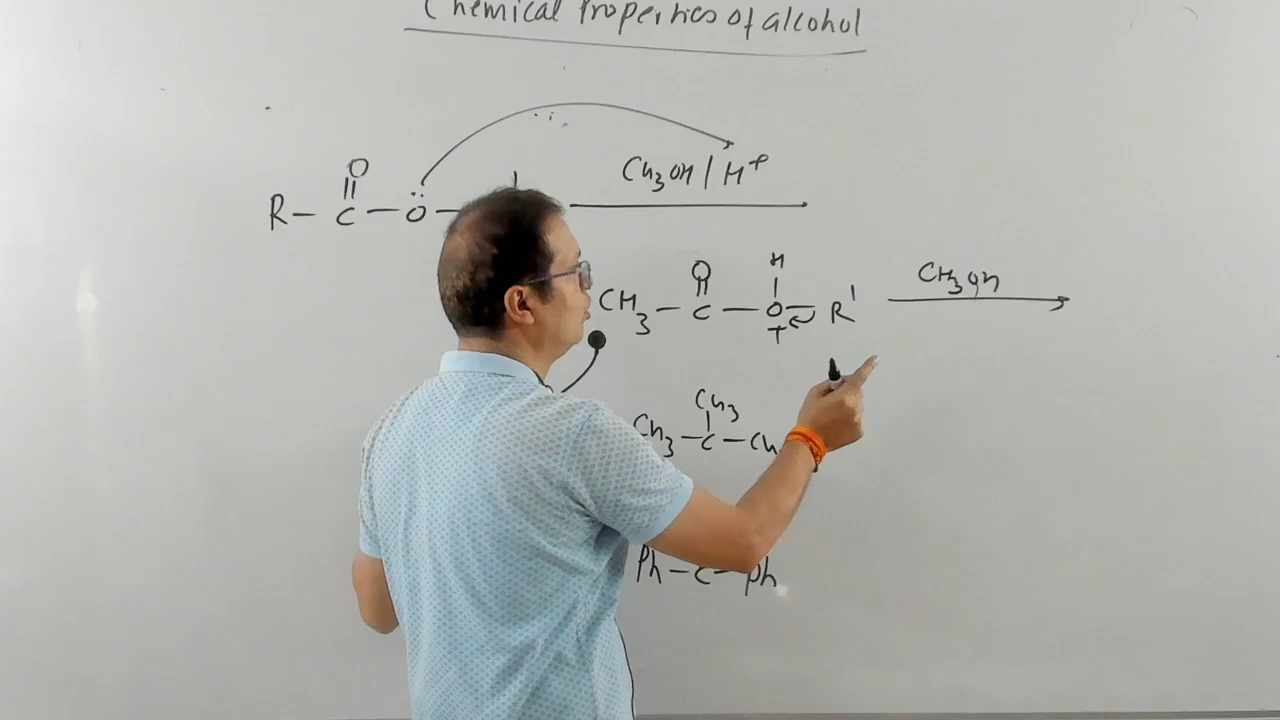 Chemical Properties of alcohol
O
R – C – O –
CH3OH / H+
O H
CH3 – C – O – R'
+
CH3OH
CH3
CH3 – C – CH
Ph – C – Ph